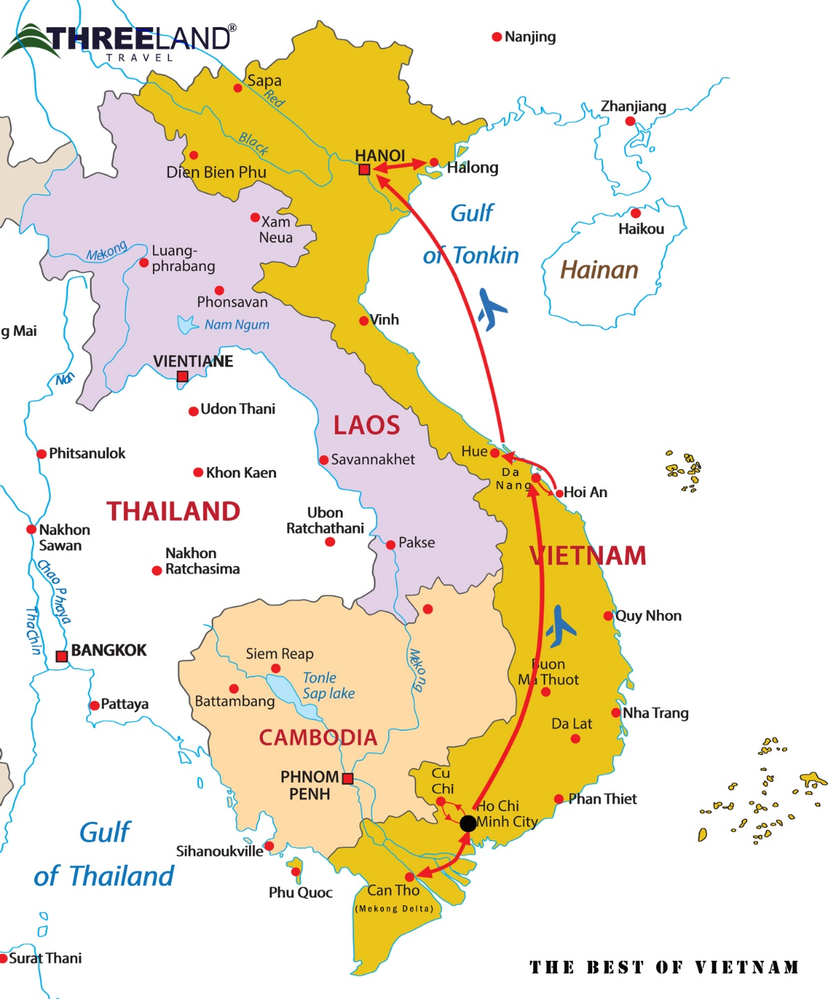 THREELAND®
TRAVEL
Nanjing
Sapa
Red
Zhanjiang
Black
HANOI
Halong
Dien Bien Phu
Gulf
of Tonkin
Haikou
Hainan
Xam
Neua
Mekong
Luang-
phrabang
Phonsavan
Nam Ngum
Vinh
g Mai
VIENTIANE
Nan
Udon Thani
LAOS
Phitsanulok
Savannakhet
Hue
Khon Kaen
Da
Nang
Hoi An
THAILAND
Ubon
Ratchathani
Nakhon
Sawan
Pakse
Nakhon
Ratchasima
VIETNAM
Chao Phaya
Thachin
Quy Nhon
BANGKOK
Siem Reap
Mekong
Tonle
Sap lake
Buon
Ma Thuot
Battambang
Pattaya
Nha Trang
Da Lat
CAMBODIA
PHNOM
PENH
Cu
Chi
Phan Thiet
Ho Chi
Minh City
Gulf
of Thailand
Sihanoukville
Phu Quoc
Can Tho
(Mekong Delta)
Surat Thani
THE BEST OF VIETNAM